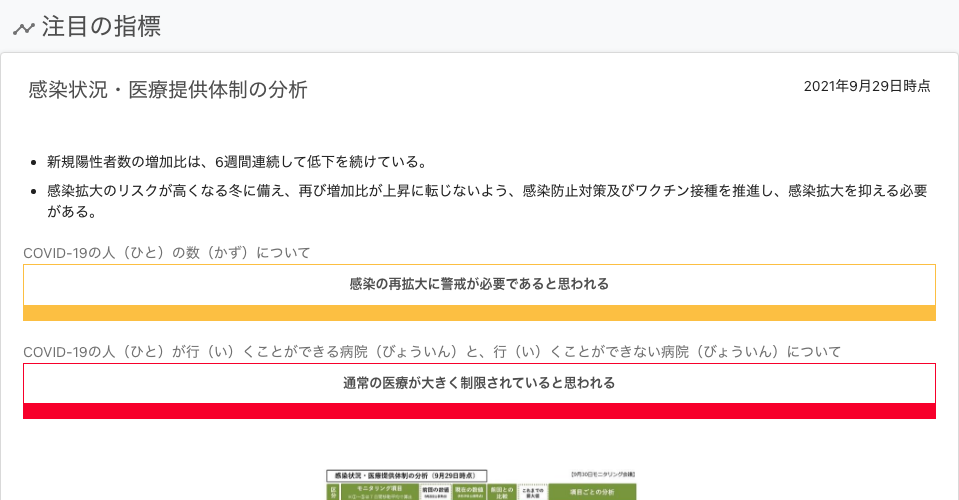 注目の指標
感染状況・医療提供体制の分析
2021年9月29日時点
新規陽性者数の増加比は、6週間連続して低下を続けている。
感染拡大のリスクが高くなる冬に備え、再び増加比が上昇に転じないよう、感染防止対策及びワクチン接種を推進し、感染拡大を抑える必要
がある。
COVID-19の人（ひと）の数（かず）について
感染の再拡大に警戒が必要であると思われる
COVID-19の人（ひと）が行（い）くことができる病院（びょういん）と、行（い）くことができない病院（びょういん）について
通常の医療が大きく制限されていると思われる
感染状況・医療提供体制の分析（9月29日時点）
【9月30日モニタリング会議】
区分
モニタリング項目
前回の数値
現在の数値
前回との
比較
これまでの
最大値
項目ごとの分析